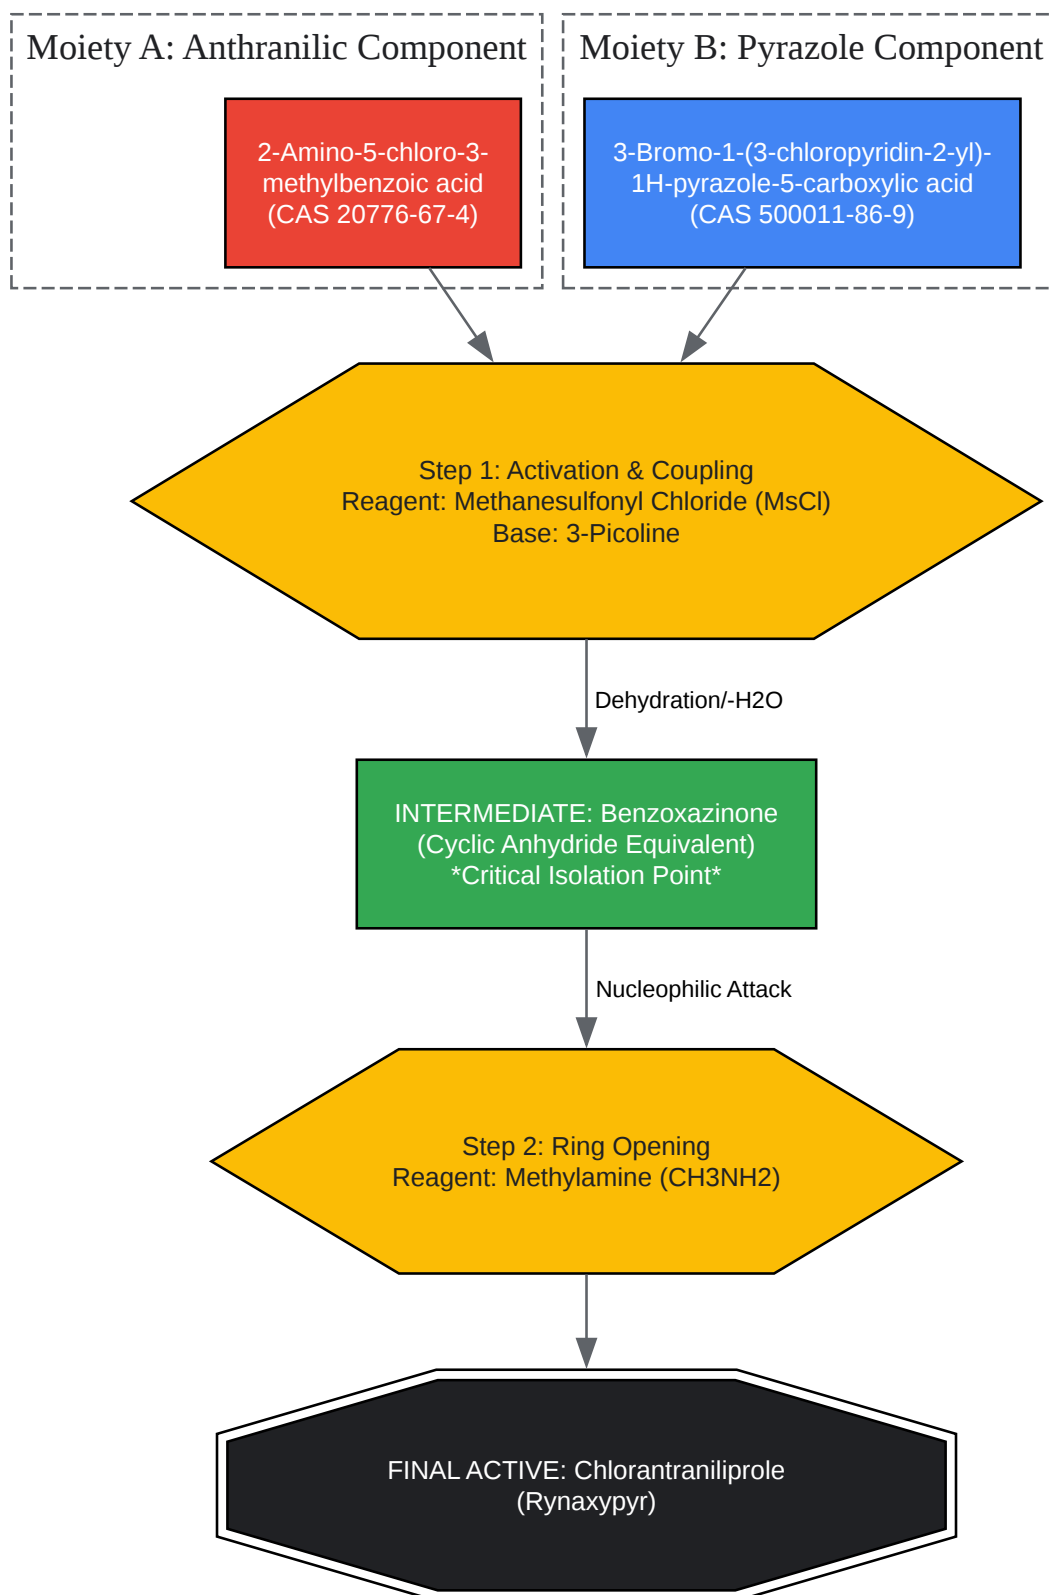 Moiety A: Anthranilic Component
Moiety B: Pyrazole Component
2-Amino-5-chloro-3-
methylbenzoic acid
(CAS 20776-67-4)
3-Bromo-1-(3-chloropyridin-2-yl)-
1H-pyrazole-5-carboxylic acid
(CAS 500011-86-9)
Step 1: Activation & Coupling
Reagent: Methanesulfonyl Chloride (MsCl)
Base: 3-Picoline
Dehydration/-H2O
INTERMEDIATE: Benzoxazinone
(Cyclic Anhydride Equivalent)
*Critical Isolation Point*
Nucleophilic Attack
Step 2: Ring Opening
Reagent: Methylamine (CH3NH2)
FINAL ACTIVE: Chlorantraniliprole
(Rynaxypyr)